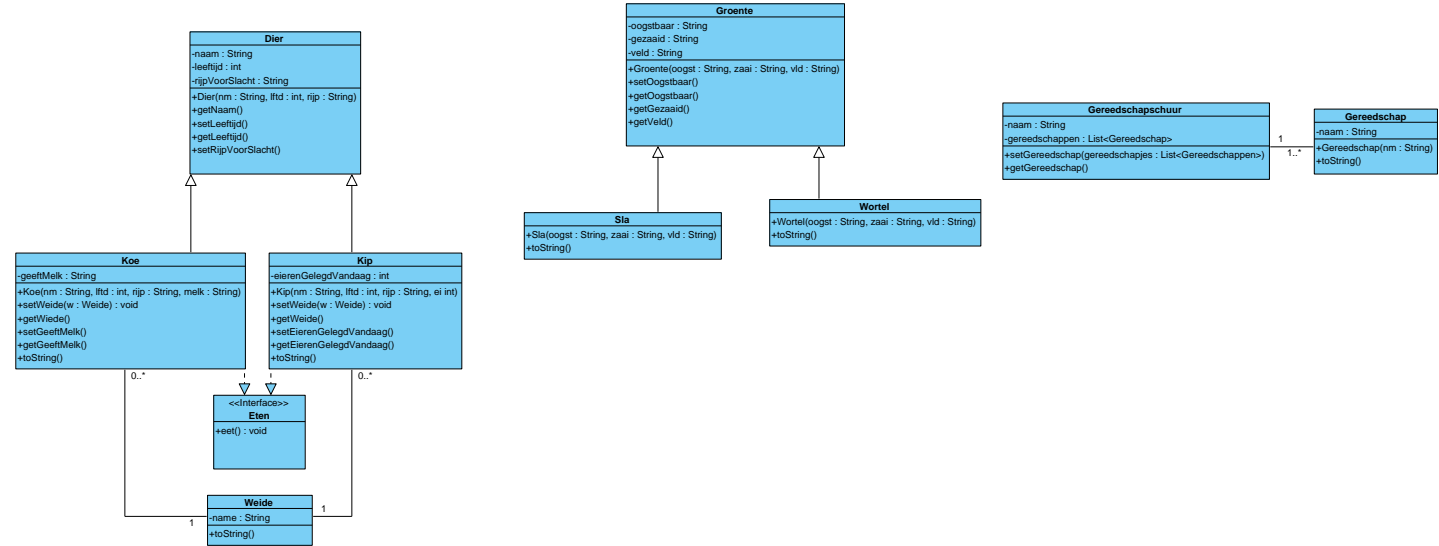 Dier
-naam : String
-leeftijd : int
-rijpVoorSlacht : String
+Dier(nm : String, lftd : int, rijp : String)
+getNaam()
+setLeeftijd()
+getLeeftijd()
+setRijpVoorSlacht()
Koe
-geeftMelk : String
+Koe(nm : String, lftd : int, rijp : String, melk : String)
+setWeide(w : Weide) : void
+getWiede()
+setGeeftMelk()
+getGeeftMelk()
+toString()
0..*
Kip
-eierenGelegdVandaag : int
+Kip(nm : String, lftd : int, rijp : String, ei int)
+setWeide(w : Weide) : void
+getWeide()
+setEierenGelegdVandaag()
+getEierenGelegdVandaag()
+toString()
0..*
<<Interface>>
Eten
+eet() : void
Weide
-name : String
+toString()
1
1
Groente
-oogstbaar : String
-gezaaid : String
-veld : String
+Groente(oogst : String, zaai : String, vld : String)
+setOogstbaar()
+getOogstbaar()
+getGezaaid()
+getVeld()
Sla
+Sla(oogst : String, zaai : String, vld : String)
+toString()
Wortel
+Wortel(oogst : String, zaai : String, vld : String)
+toString()
Gereedschapschuur
-naam : String
-gereedschappen : List<Gereedschap>
+setGereedschap(gereedschapjes : List<Gereedschappen>)
+getGereedschap()
1
1..*
Gereedschap
-naam : String
+Gereedschap(nm : String)
+toString()